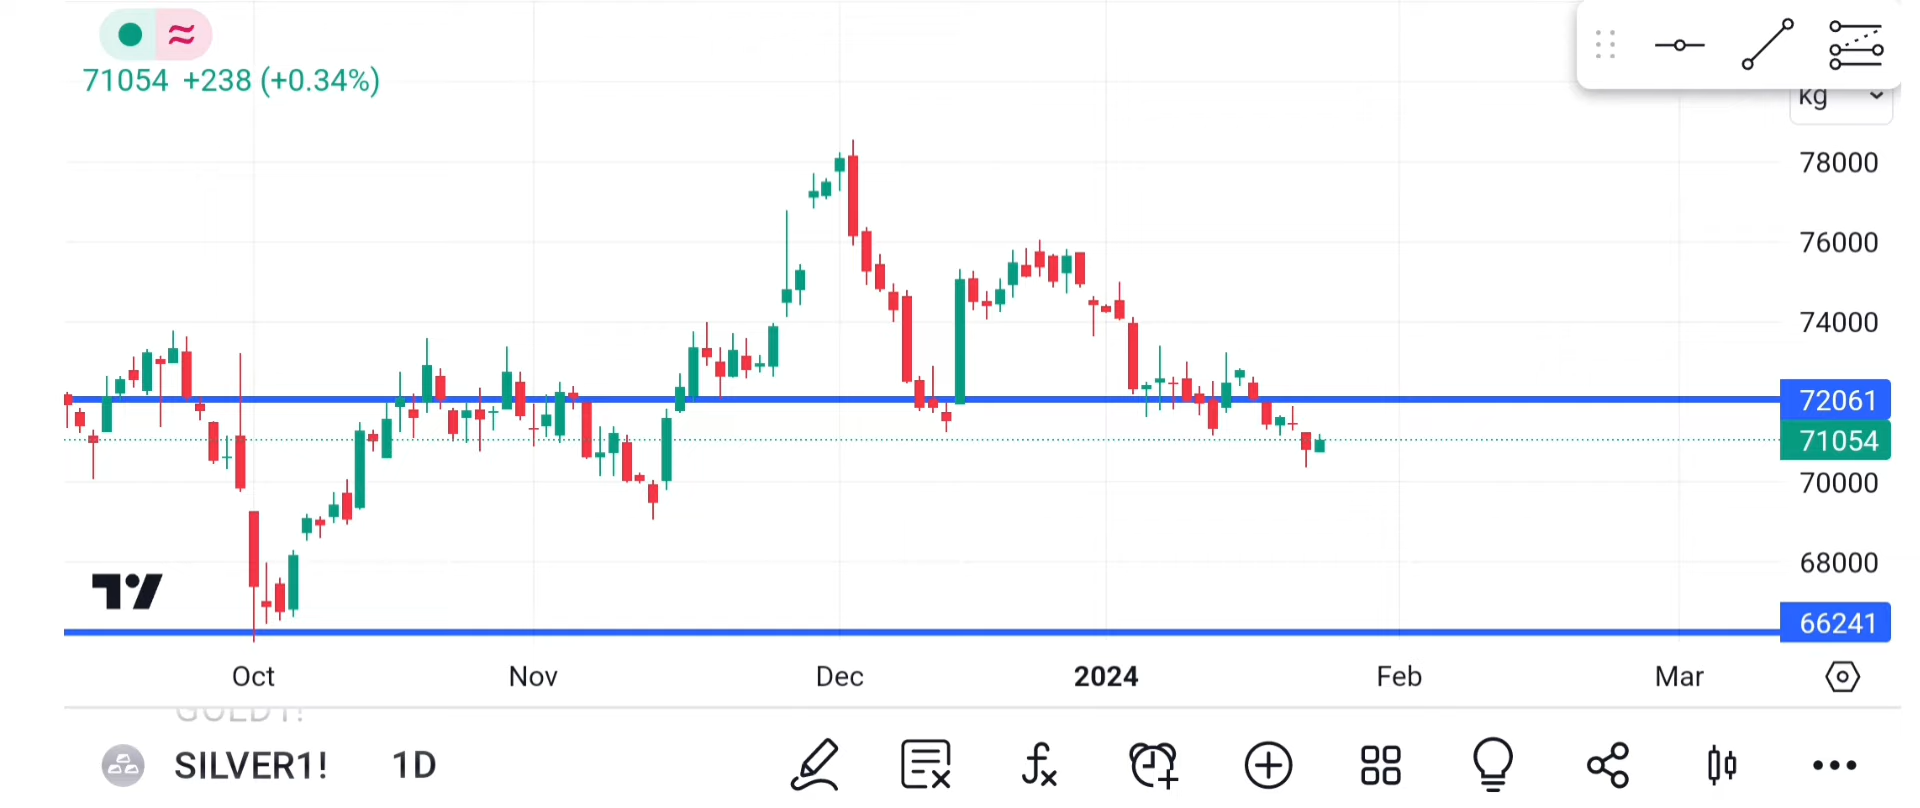 71054 +238 (+0.34%)
kg
78000
76000
74000
72061
71054
70000
68000
66241
Oct Nov Dec 2024 Feb Mar
GOLD1!
SILVER1! 1D